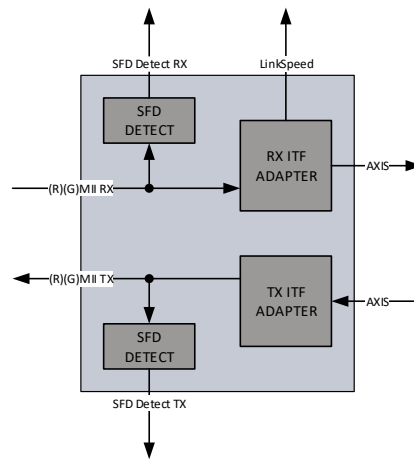 SFD Detect RX
LinkSpeed
SFD
DETECT
RX ITF
ADAPTER
AXIS
(R)(G)MII RX
(R)(G)MII TX
TX ITF
ADAPTER
AXIS
SFD
DETECT
SFD Detect TX